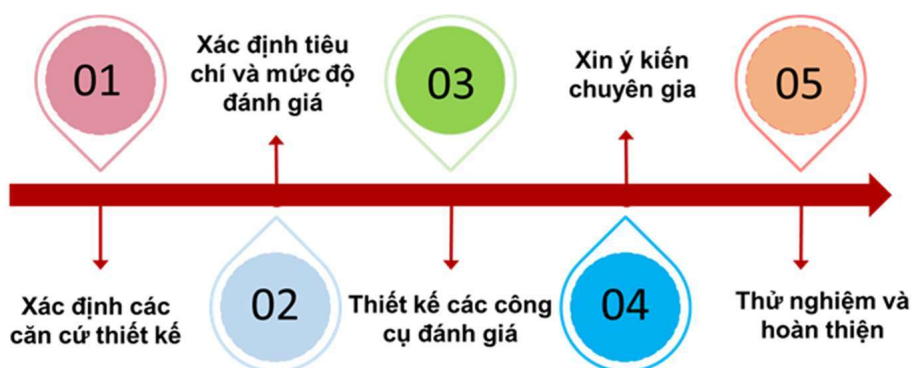 01
Xác định các
căn cứ thiết kế
Xác định tiêu
chí và mức độ
đánh giá
02
03
Thiết kế các công
cụ đánh giá
Xin ý kiến
chuyên gia
04
05
Thử nghiệm và
hoàn thiện